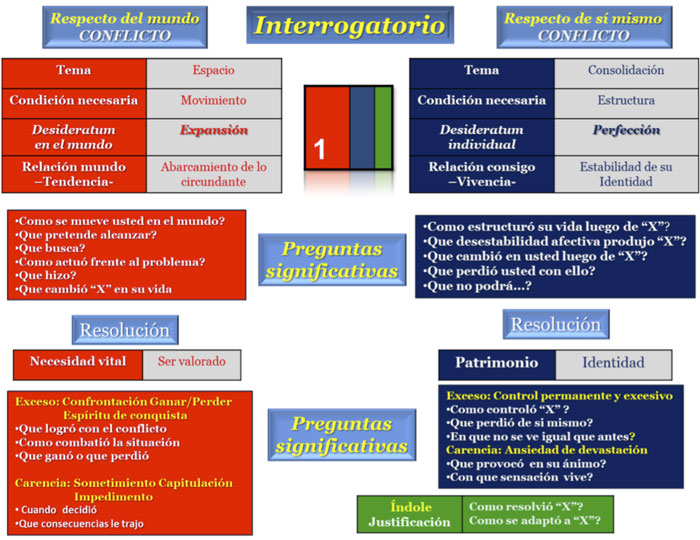 Respecto del mundo
CONFLICTO
Interrogatorio
Respecto de sí mismo
CONFLICTO
Tema
Espacio
Condición necesaria
Movimiento
Desideratum
en el mundo
Expansión
Relación mundo
–Tendencia-
Abarcamiento de lo
circundante
1
Tema
Consolidación
Condición necesaria
Estructura
Desideratum
individual
Perfección
Relación consigo
–Vivencia-
Estabilidad de su
Identidad
•Como se mueve usted en el mundo?
•Que pretende alcanzar?
•Que busca?
•Como actuó frente al problema?
•Que hizo?
•Que cambió “X” en su vida
Preguntas
significativas
•Como estructuró su vida luego de “X”?
•Que desestabilidad afectiva produjo “X”?
•Que cambió en usted luego de “X”?
•Que perdió usted con ello?
•Que no podrá...?
Resolución
Necesidad vital
Ser valorado
Resolución
Patrimonio
Identidad
Exceso: Confrontación Ganar/Perder
Espíritu de conquista
•Que logró con el conflicto
•Como combatió la situación
•Que ganó o que perdió
Carencia: Sometimiento Capitulación
Impedimento
• Cuando decidió
•Que consecuencias le trajo
Preguntas
significativas
Exceso: Control permanente y excesivo
•Como controló “X” ?
•Que perdió de si mismo?
•En que no se ve igual que antes?
Carencia: Ansiedad de devastación
•Que provocó en su ánimo?
•Con que sensación vive?
Índole
Justificación
Como resolvió “X”?
Como se adaptó a “X”?